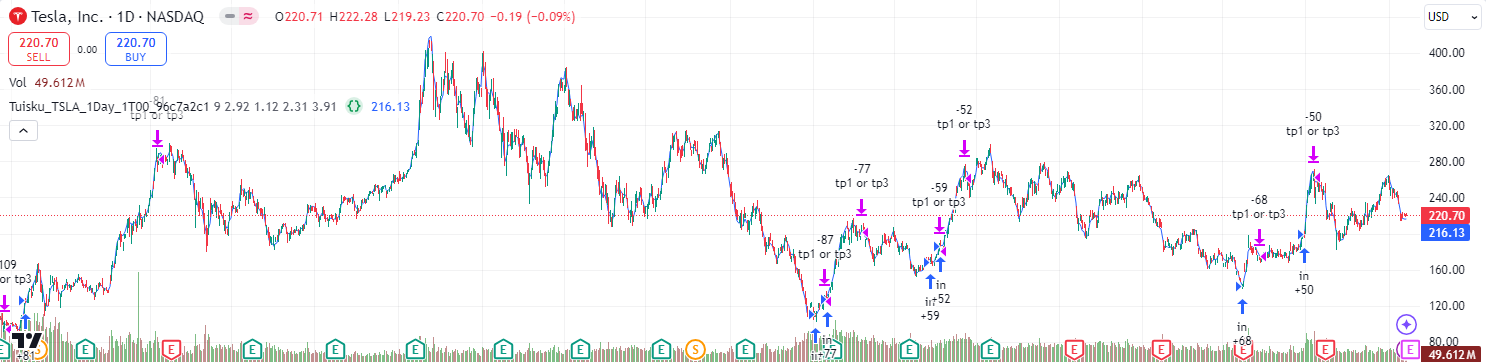 Tesla, Inc. · 1D · NASDAQ
O220.71 H222.28 L219.23 C220.70 −0.19 (−0.09%)
USD
220.70
SELL
0.00
220.70
BUY
Vol 49.612 M
Tuisku_TSLA_1Day_1T00_96c7a2c1 9 2.92 1.12 2.31 3.91 216.13
-81
tp1 or tp3
400.00
360.00
320.00
280.00
240.00
220.70
216.13
160.00
120.00
80.00
49.612 M
109
or tp3
+81
-87
tp1 or tp3
-77
tp1 or tp3
in
+77
-59
tp1 or tp3
-52
tp1 or tp3
in
+52
+59
-68
tp1 or tp3
in
+68
-50
tp1 or tp3
in
+50
E
E
E
E
E
E
E
E
S
E
E
E
E
E
E
E
E